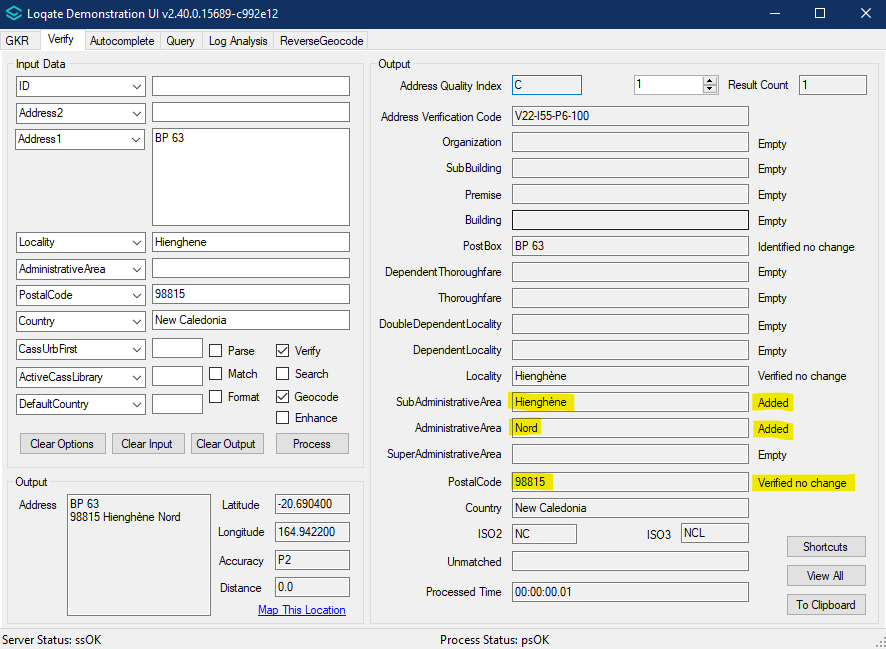 Loqate Demonstration UI v2.40.0.15689-c992e12
GKR Verify Autocomplete Query Log Analysis ReverseGeocode
Input Data
ID
Address2
Address1 BP 63
Locality Hienghene
AdministrativeArea
PostalCode 98815
Country New Caledonia
CassUrbFirst Parse Verify
ActiveCassLibrary Match Search
DefaultCountry Format Geocode
Enhance
Clear Options Clear Input Clear Output Process
Output
Address BP 63
98815 Hienghène Nord
Latitude -20.690400
Longitude 164.942200
Accuracy P2
Distance 0.0
Map This Location
Output
Address Quality Index C 1 Result Count 1
Address Verification Code V22-I55-P6-100
Organization Empty
SubBuilding Empty
Premise Empty
Building Empty
PostBox BP 63 Identified no change
DependentThoroughfare Empty
Thoroughfare Empty
DoubleDependentLocality Empty
DependentLocality Empty
Locality Hienghène Verified no change
SubAdministrativeArea Hienghène Added
AdministrativeArea Nord Added
SuperAdministrativeArea Empty
PostalCode 98815 Verified no change
Country New Caledonia
ISO2 NC ISO3 NCL
Unmatched
Processed Time 00:00:00.01
Shortcuts
View All
To Clipboard
Server Status: ssOK Process Status: psOK